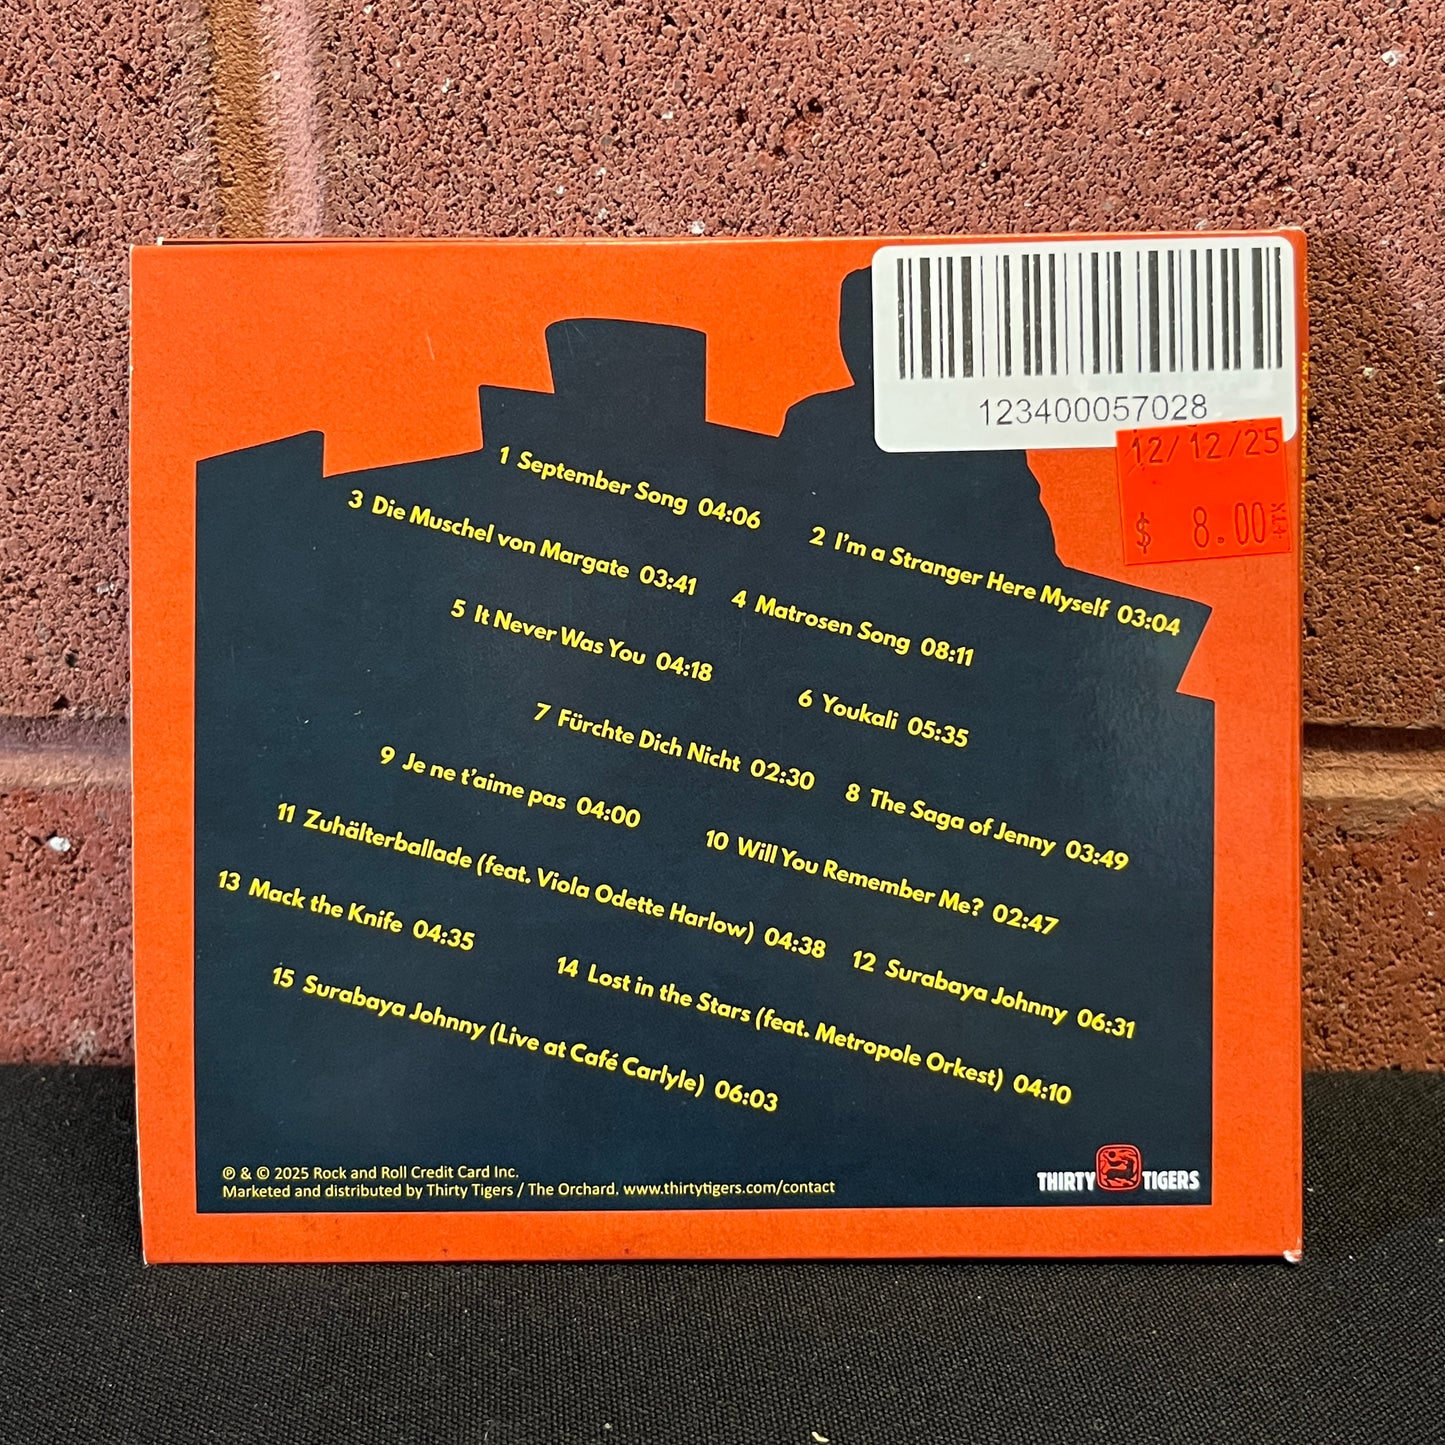 123400057028
12/12/25
$ 8.00 +TX
1 September Song 04:06
2 I'm a Stranger Here Myself 03:04
3 Die Muschel von Margate 03:41
4 Matrosen Song 08:11
5 It Never Was You 04:18
6 Youkali 05:35
7 Fürchte Dich Nicht 02:30
8 The Saga of Jenny 03:49
9 Je ne t'aime pas 04:00
10 Will You Remember Me? 02:47
11 Zuhälterballade (feat. Viola Odette Harlow) 04:38
12 Surabaya Johnny 06:31
13 Mack the Knife 04:35
14 Lost in the Stars (feat. Metropole Orkest) 04:10
15 Surabaya Johnny (Live at Café Carlyle) 06:03
℗ & © 2025 Rock and Roll Credit Card Inc.
Marketed and distributed by Thirty Tigers / The Orchard, www.thirtytigers.com/contact
THIRTY TIGERS